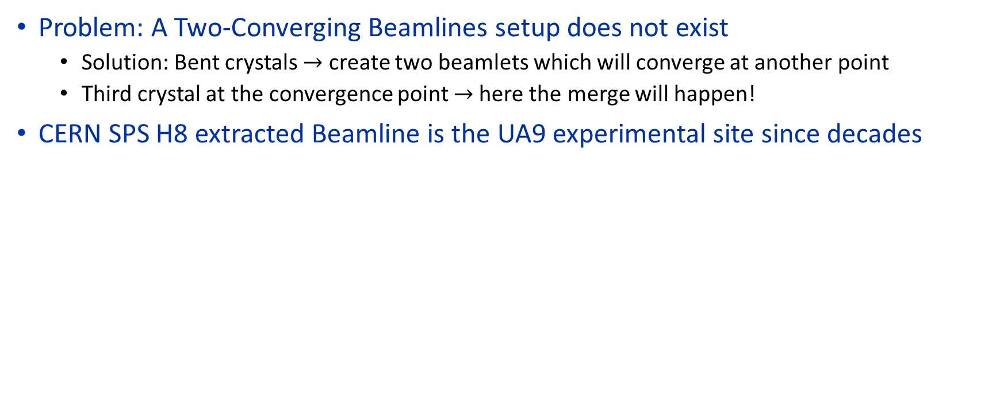 • Problem: A Two-Converging Beamlines setup does not exist
• Solution: Bent crystals → create two beamlets which will converge at another point
• Third crystal at the convergence point → here the merge will happen!
• CERN SPS H8 extracted Beamline is the UA9 experimental site since decades